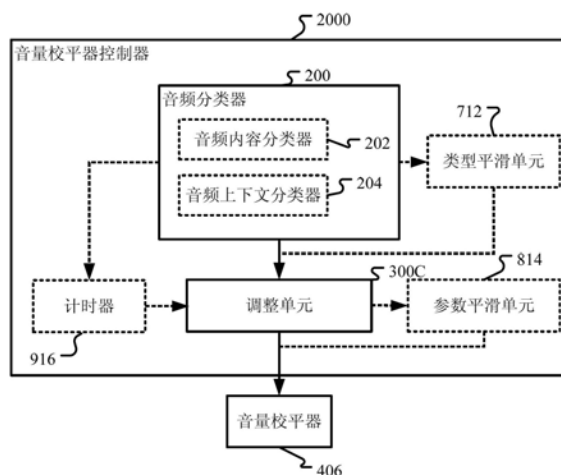 2000
音量校平器控制器
200
音频分类器
712
音频内容分类器
202
类型平滑单元
音频上下文分类器
204
300C
814
计时器
调整单元
参数平滑单元
916
音量校平器
406